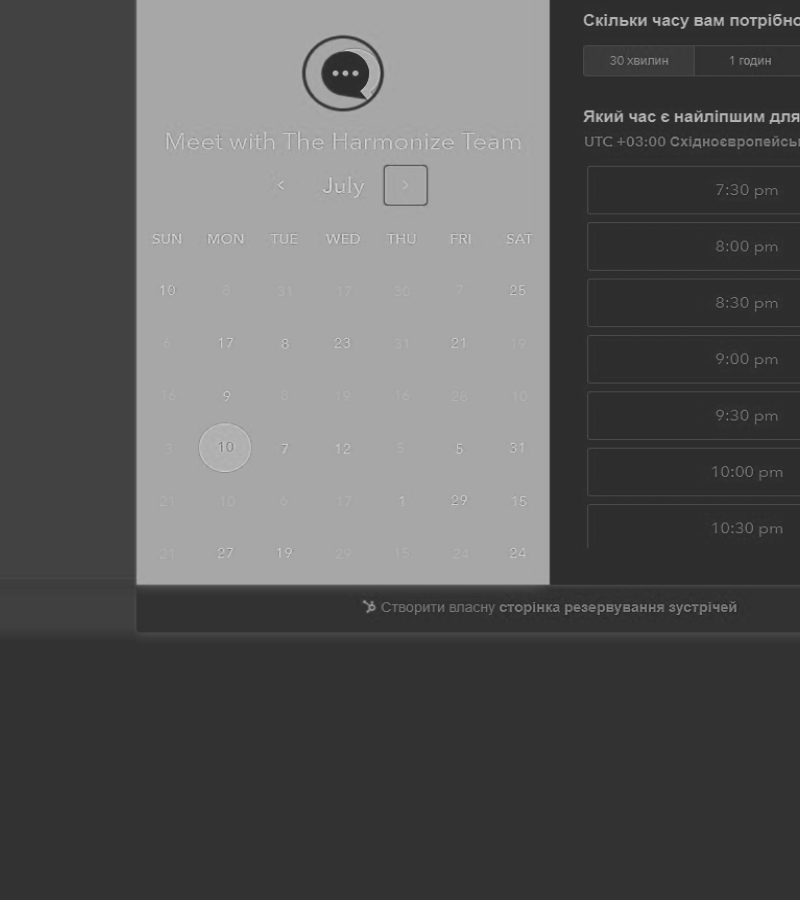 Meet with The Harmonize Team
< July >
SUN MON TUE WED THU FRI SAT
10 6 31 17 30 7 25
6 17 8 23 31 21 19
16 9 8 19 16 28 10
3 10 7 12 5 5 31
21 10 6 17 1 29 15
21 27 19 29 15 24 24
Скільки часу вам потрібно
30 хвилин 1 годин
Який час є найліпшим для
UTC +03:00 Східноєвропейсь
7:30 pm
8:00 pm
8:30 pm
9:00 pm
9:30 pm
10:00 pm
10:30 pm
Створити власну сторінка резервування зустрічей